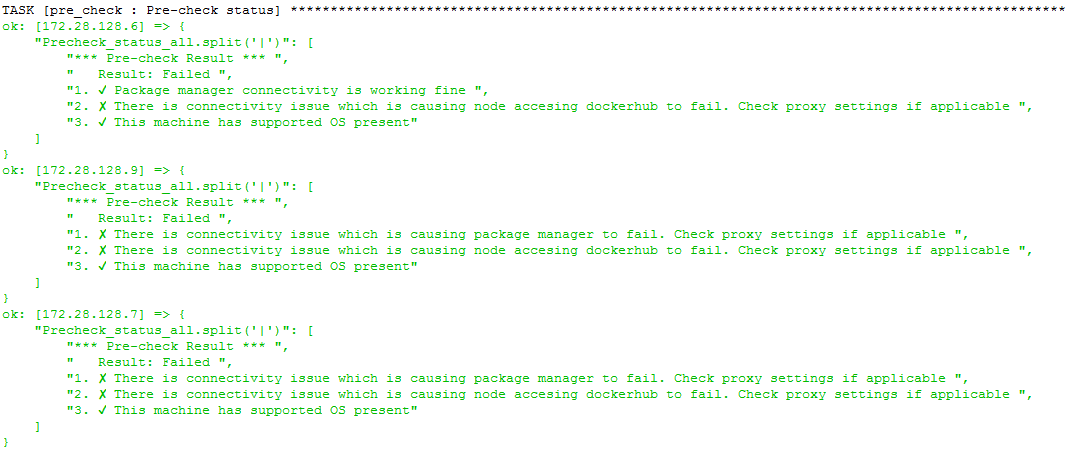 TASK [pre_check : Pre-check status] *************************************************************************************************
ok: [172.28.128.6] => {
    "Precheck_status_all.split('|')": [
        "*** Pre-check Result *** ",
        "   Result: Failed ",
        "1. ✓ Package manager connectivity is working fine ",
        "2. ✗ There is connectivity issue which is causing node accesing dockerhub to fail. Check proxy settings if applicable ",
        "3. ✓ This machine has supported OS present"
    ]
}
ok: [172.28.128.9] => {
    "Precheck_status_all.split('|')": [
        "*** Pre-check Result *** ",
        "   Result: Failed ",
        "1. ✗ There is connectivity issue which is causing package manager to fail. Check proxy settings if applicable ",
        "2. ✗ There is connectivity issue which is causing node accesing dockerhub to fail. Check proxy settings if applicable ",
        "3. ✓ This machine has supported OS present"
    ]
}
ok: [172.28.128.7] => {
    "Precheck_status_all.split('|')": [
        "*** Pre-check Result *** ",
        "   Result: Failed ",
        "1. ✗ There is connectivity issue which is causing package manager to fail. Check proxy settings if applicable ",
        "2. ✗ There is connectivity issue which is causing node accesing dockerhub to fail. Check proxy settings if applicable ",
        "3. ✓ This machine has supported OS present"
    ]
}